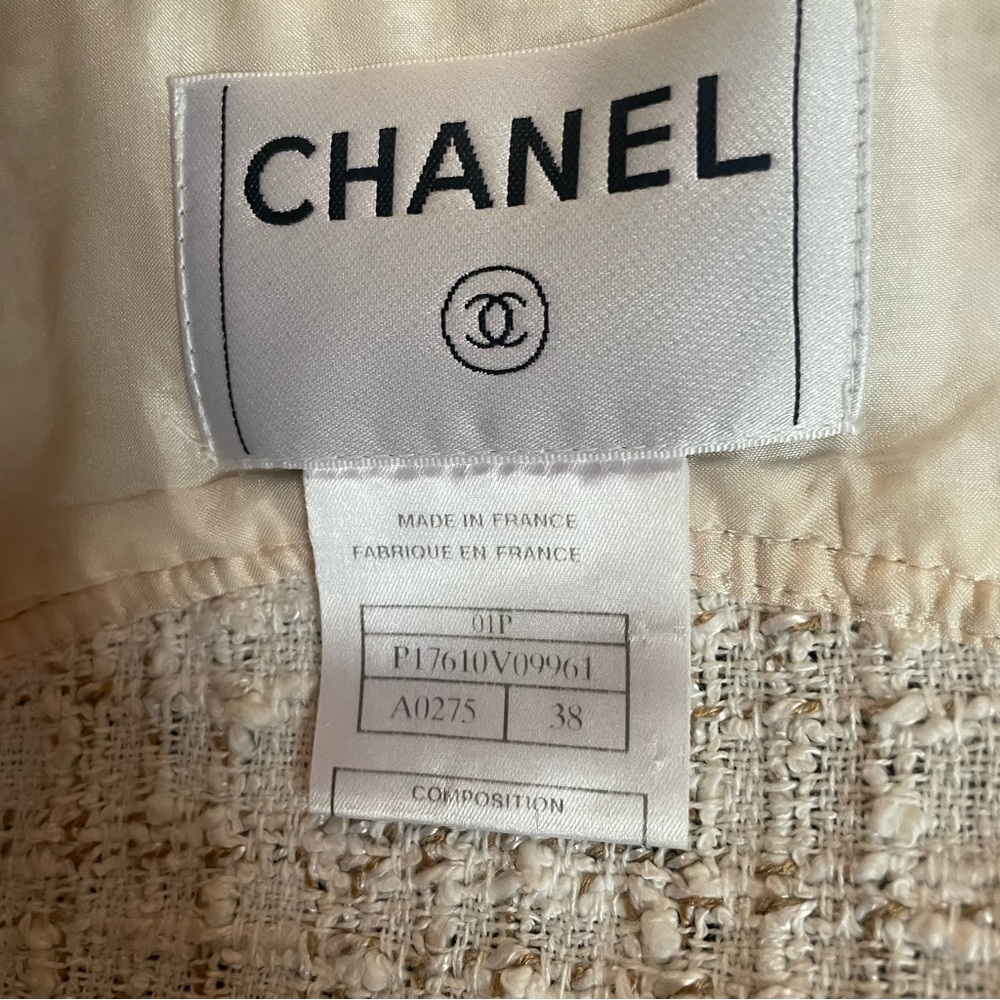 CHANEL
MADE IN FRANCE
FABRIQUE EN FRANCE
01P
P17610V09961
A0275 38
COMPOSITION